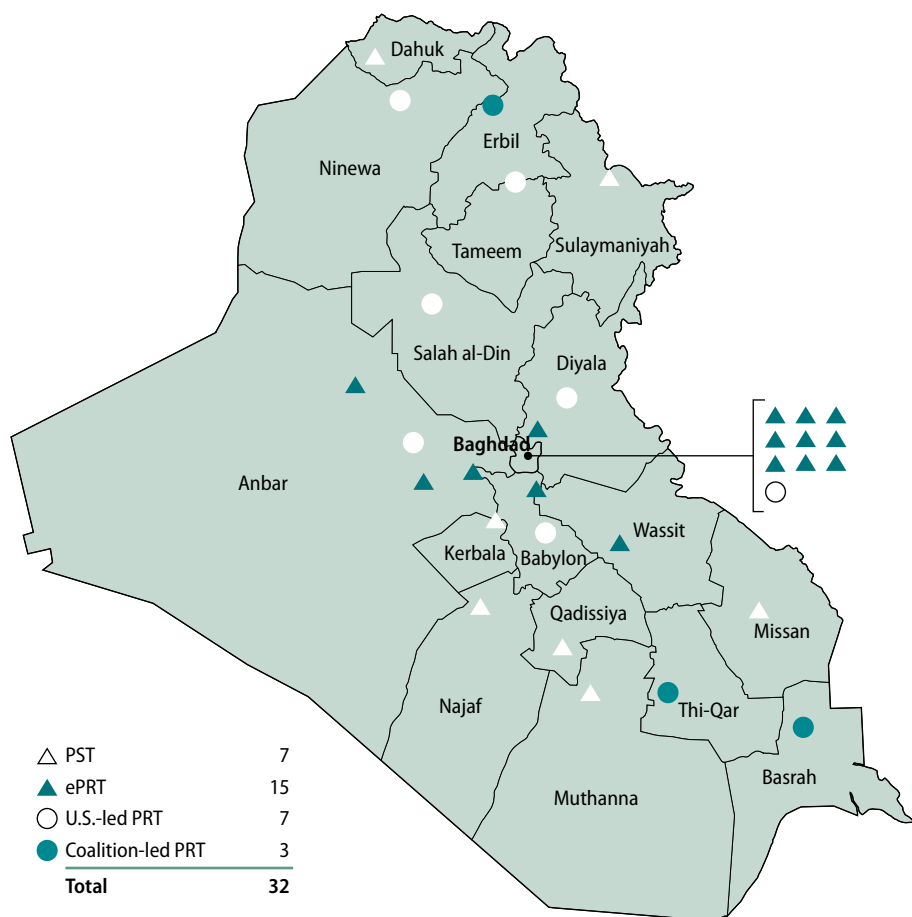 Dahuk
Erbil
Ninewa
Tameem
Sulaymaniyah
Salah al-Din
Diyala
Baghdad
Anbar
Wassit
Kerbala
Babylon
Qadissiya
Missan
Najaf
Thi-Qar
Basrah
Muthanna
PST 7
ePRT 15
U.S.-led PRT 7
Coalition-led PRT 3
Total 32